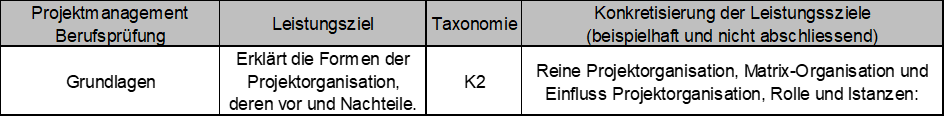 Projektmanagement
Berufsprüfung
Leistungsziel
Taxonomie
Konkretisierung der Leistungssziele
(beispielhaft und nicht abschliessend)
Grundlagen
Erklärt die Formen der
Projektorganisation,
deren vor und Nachteile.
K2
Reine Projektorganisation, Matrix-Organisation und
Einfluss Projektorganisation, Rolle und Istanzen: